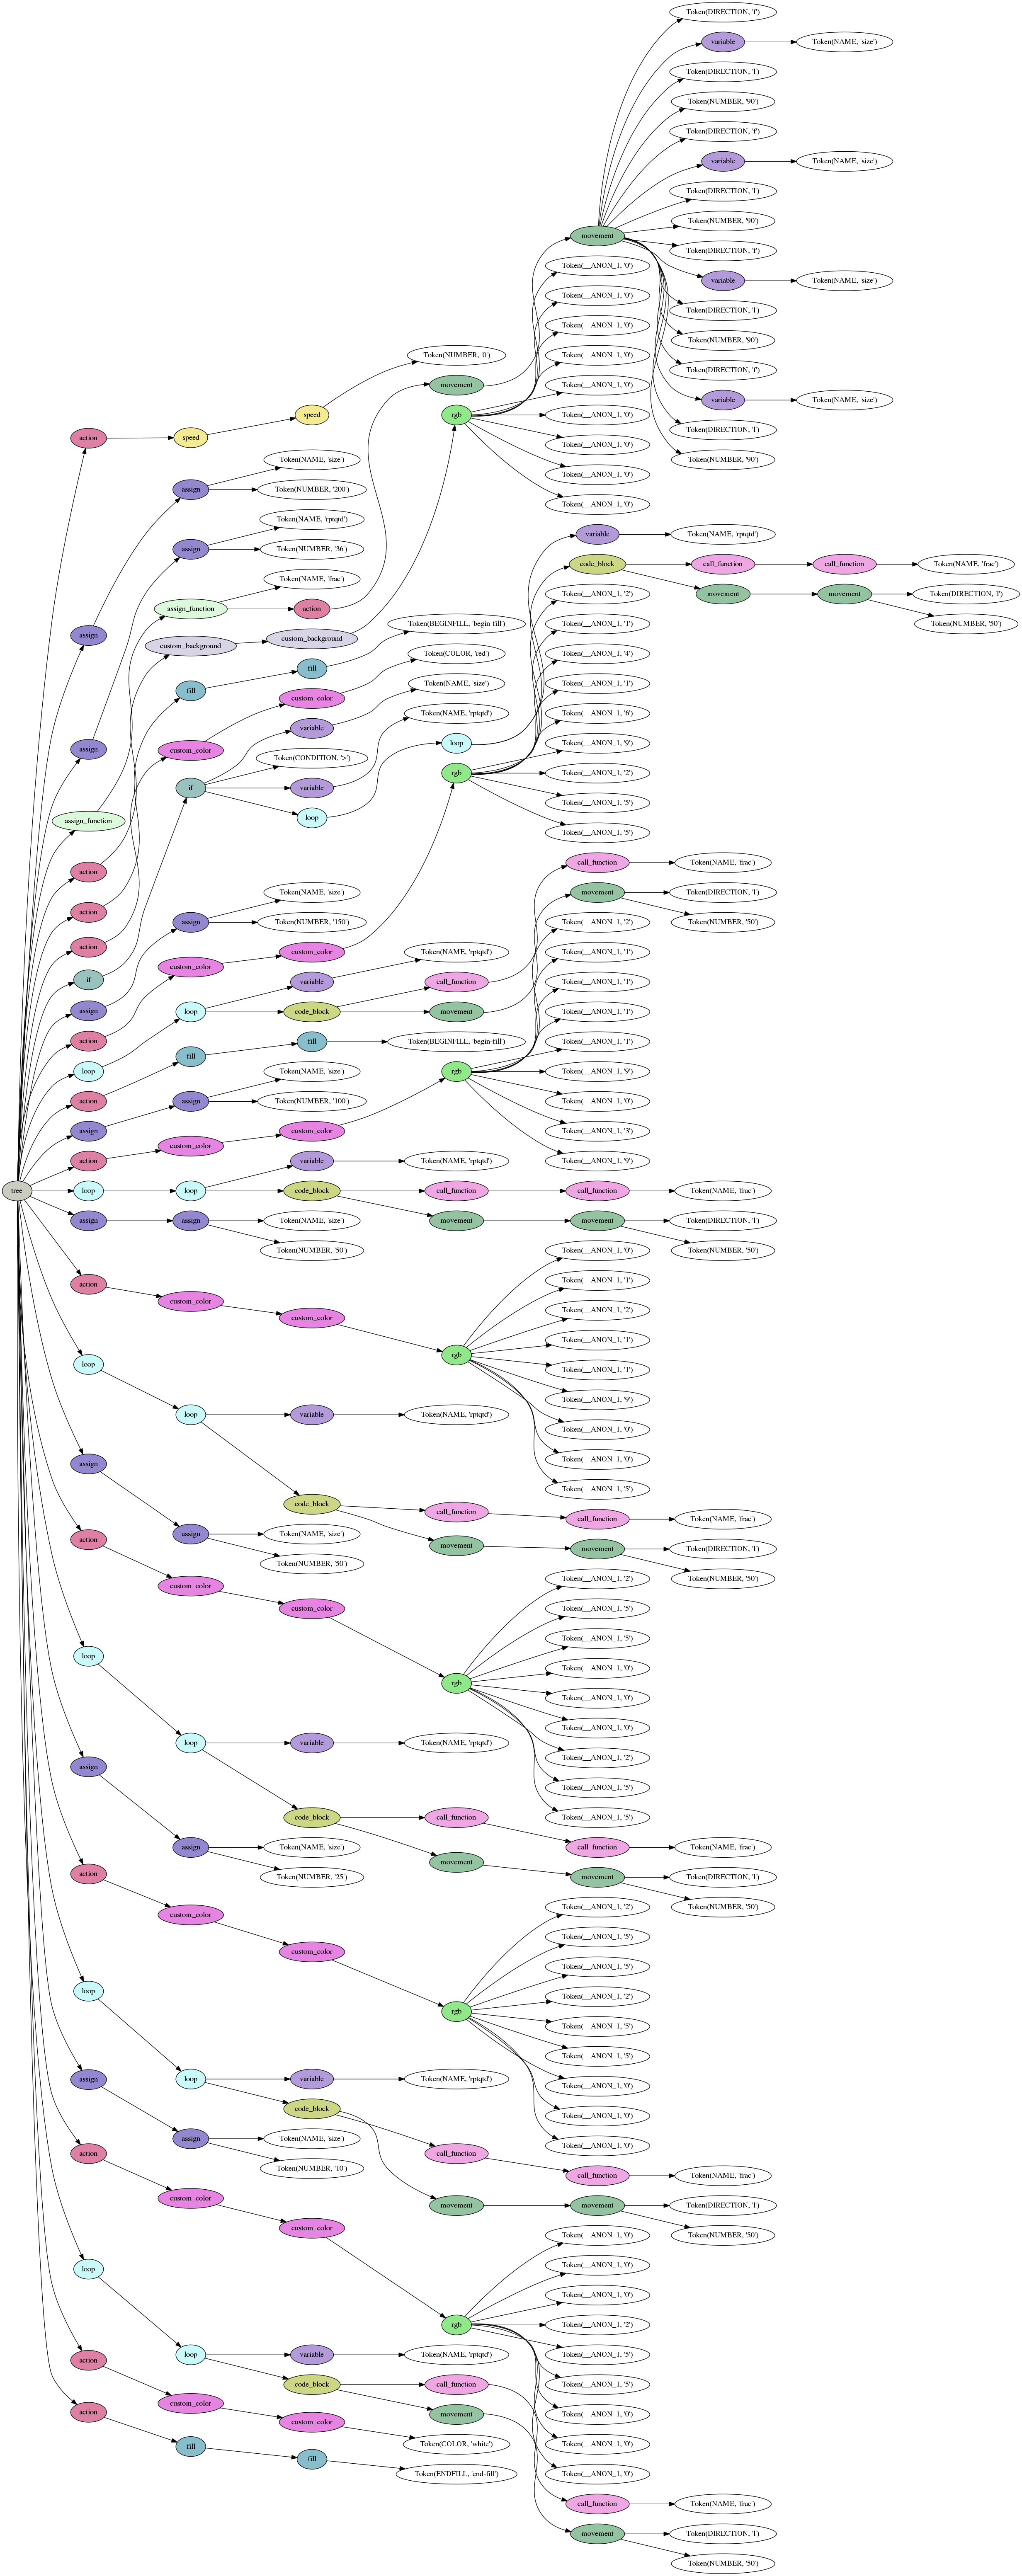 Token(DIRECTION, 'f')
variable
Token(NAME, 'size')
Token(DIRECTION, 'l')
Token(NUMBER, '90')
Token(DIRECTION, 'f')
variable
Token(NAME, 'size')
Token(DIRECTION, 'l')
Token(NUMBER, '90')
movement
Token(DIRECTION, 'f')
Token(__ANON_1, '0')
variable
Token(NAME, 'size')
Token(__ANON_1, '0')
Token(DIRECTION, 'l')
Token(__ANON_1, '0')
Token(NUMBER, '90')
Token(NUMBER, '0')
Token(__ANON_1, '0')
Token(DIRECTION, 'f')
movement
Token(__ANON_1, '0')
variable
Token(NAME, 'size')
speed
rgb
Token(__ANON_1, '0')
Token(DIRECTION, 'l')
action
speed
Token(__ANON_1, '0')
Token(NUMBER, '90')
Token(NAME, 'size')
Token(__ANON_1, '0')
assign
Token(NUMBER, '200')
Token(__ANON_1, '0')
Token(NAME, 'rptqtd')
variable
Token(NAME, 'rptqtd')
assign
Token(NUMBER, '36')
code_block
call_function
call_function
Token(NAME, 'frac')
Token(NAME, 'frac')
Token(__ANON_1, '2')
movement
movement
Token(DIRECTION, 'l')
assign_function
action
Token(BEGINFILL, 'begin-fill')
Token(__ANON_1, '1')
Token(NUMBER, '50')
assign
custom_background
custom_background
Token(COLOR, 'red')
Token(__ANON_1, '4')
fill
fill
Token(NAME, 'size')
Token(__ANON_1, '1')
custom_color
Token(NAME, 'rptqtd')
Token(__ANON_1, '6')
variable
assign
custom_color
Token(CONDITION, '>')
loop
Token(__ANON_1, '9')
if
variable
rgb
Token(__ANON_1, '2')
Token(__ANON_1, '5')
assign_function
loop
Token(__ANON_1, '5')
action
call_function
Token(NAME, 'frac')
Token(NAME, 'size')
movement
Token(DIRECTION, 'l')
action
assign
Token(NUMBER, '150')
Token(__ANON_1, '2')
Token(NUMBER, '50')
action
custom_color
custom_color
Token(NAME, 'rptqtd')
Token(__ANON_1, '1')
if
variable
call_function
Token(__ANON_1, '1')
assign
loop
code_block
movement
Token(__ANON_1, '1')
action
fill
fill
Token(BEGINFILL, 'begin-fill')
Token(__ANON_1, '1')
loop
Token(NAME, 'size')
rgb
Token(__ANON_1, '9')
action
assign
Token(NUMBER, '100')
Token(__ANON_1, '0')
assign
custom_color
custom_color
Token(__ANON_1, '3')
action
variable
Token(NAME, 'rptqtd')
Token(__ANON_1, '9')
tree
loop
loop
code_block
call_function
call_function
Token(NAME, 'frac')
assign
assign
Token(NAME, 'size')
movement
movement
Token(DIRECTION, 'l')
Token(NUMBER, '50')
Token(__ANON_1, '0')
Token(NUMBER, '50')
action
custom_color
custom_color
Token(__ANON_1, '1')
Token(__ANON_1, '2')
Token(__ANON_1, '1')
loop
rgb
Token(__ANON_1, '1')
Token(__ANON_1, '9')
loop
variable
Token(NAME, 'rptqtd')
Token(__ANON_1, '0')
assign
Token(__ANON_1, '0')
Token(__ANON_1, '5')
code_block
call_function
call_function
Token(NAME, 'frac')
action
assign
Token(NAME, 'size')
movement
movement
Token(DIRECTION, 'l')
Token(NUMBER, '50')
Token(__ANON_1, '2')
Token(NUMBER, '50')
custom_color
custom_color
Token(__ANON_1, '5')
loop
Token(__ANON_1, '5')
Token(__ANON_1, '0')
rgb
Token(__ANON_1, '0')
Token(__ANON_1, '0')
loop
variable
Token(NAME, 'rptqtd')
Token(__ANON_1, '2')
assign
Token(__ANON_1, '5')
code_block
call_function
Token(__ANON_1, '5')
assign
Token(NAME, 'size')
call_function
Token(NAME, 'frac')
action
Token(NUMBER, '25')
movement
movement
Token(DIRECTION, 'l')
custom_color
Token(__ANON_1, '2')
Token(NUMBER, '50')
custom_color
Token(__ANON_1, '5')
Token(__ANON_1, '5')
loop
Token(__ANON_1, '2')
rgb
Token(__ANON_1, '5')
Token(__ANON_1, '5')
assign
loop
variable
Token(NAME, 'rptqtd')
Token(__ANON_1, '0')
code_block
Token(__ANON_1, '0')
assign
Token(NAME, 'size')
Token(__ANON_1, '0')
action
Token(NUMBER, '10')
call_function
call_function
Token(NAME, 'frac')
custom_color
movement
movement
Token(DIRECTION, 'l')
custom_color
Token(__ANON_1, '0')
Token(NUMBER, '50')
loop
Token(__ANON_1, '0')
Token(__ANON_1, '0')
rgb
Token(__ANON_1, '2')
action
loop
variable
Token(NAME, 'rptqtd')
Token(__ANON_1, '5')
code_block
call_function
Token(__ANON_1, '5')
action
custom_color
custom_color
movement
Token(__ANON_1, '0')
fill
fill
Token(COLOR, 'white')
Token(__ANON_1, '0')
Token(ENDFILL, 'end-fill')
Token(__ANON_1, '0')
call_function
Token(NAME, 'frac')
movement
Token(DIRECTION, 'l')
Token(NUMBER, '50')